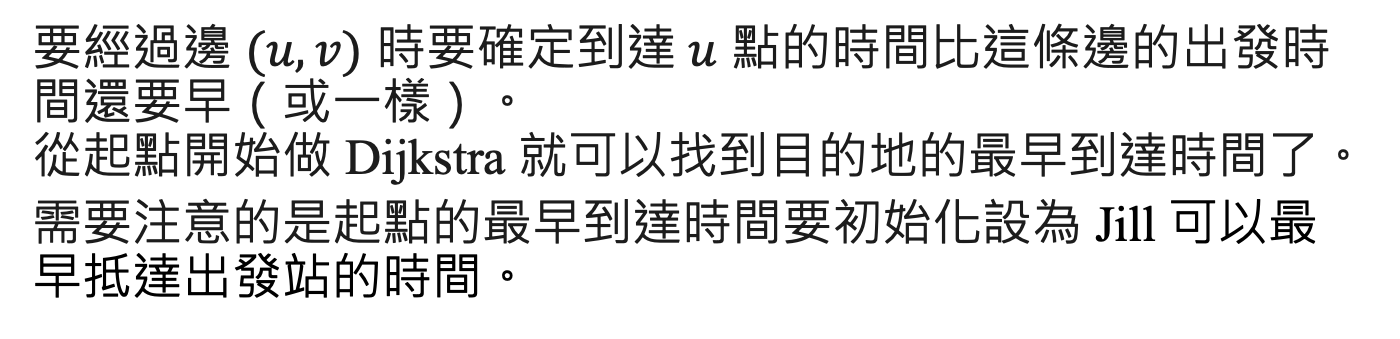 要經過邊 (u, v) 時要確定到達 u 點的時間比這條邊的出發時
間還要早(或一樣)。
從起點開始做 Dijkstra 就可以找到目的地的最早到達時間了。
需要注意的是起點的最早到達時間要初始化設為 Jill 可以最
早抵達出發站的時間。